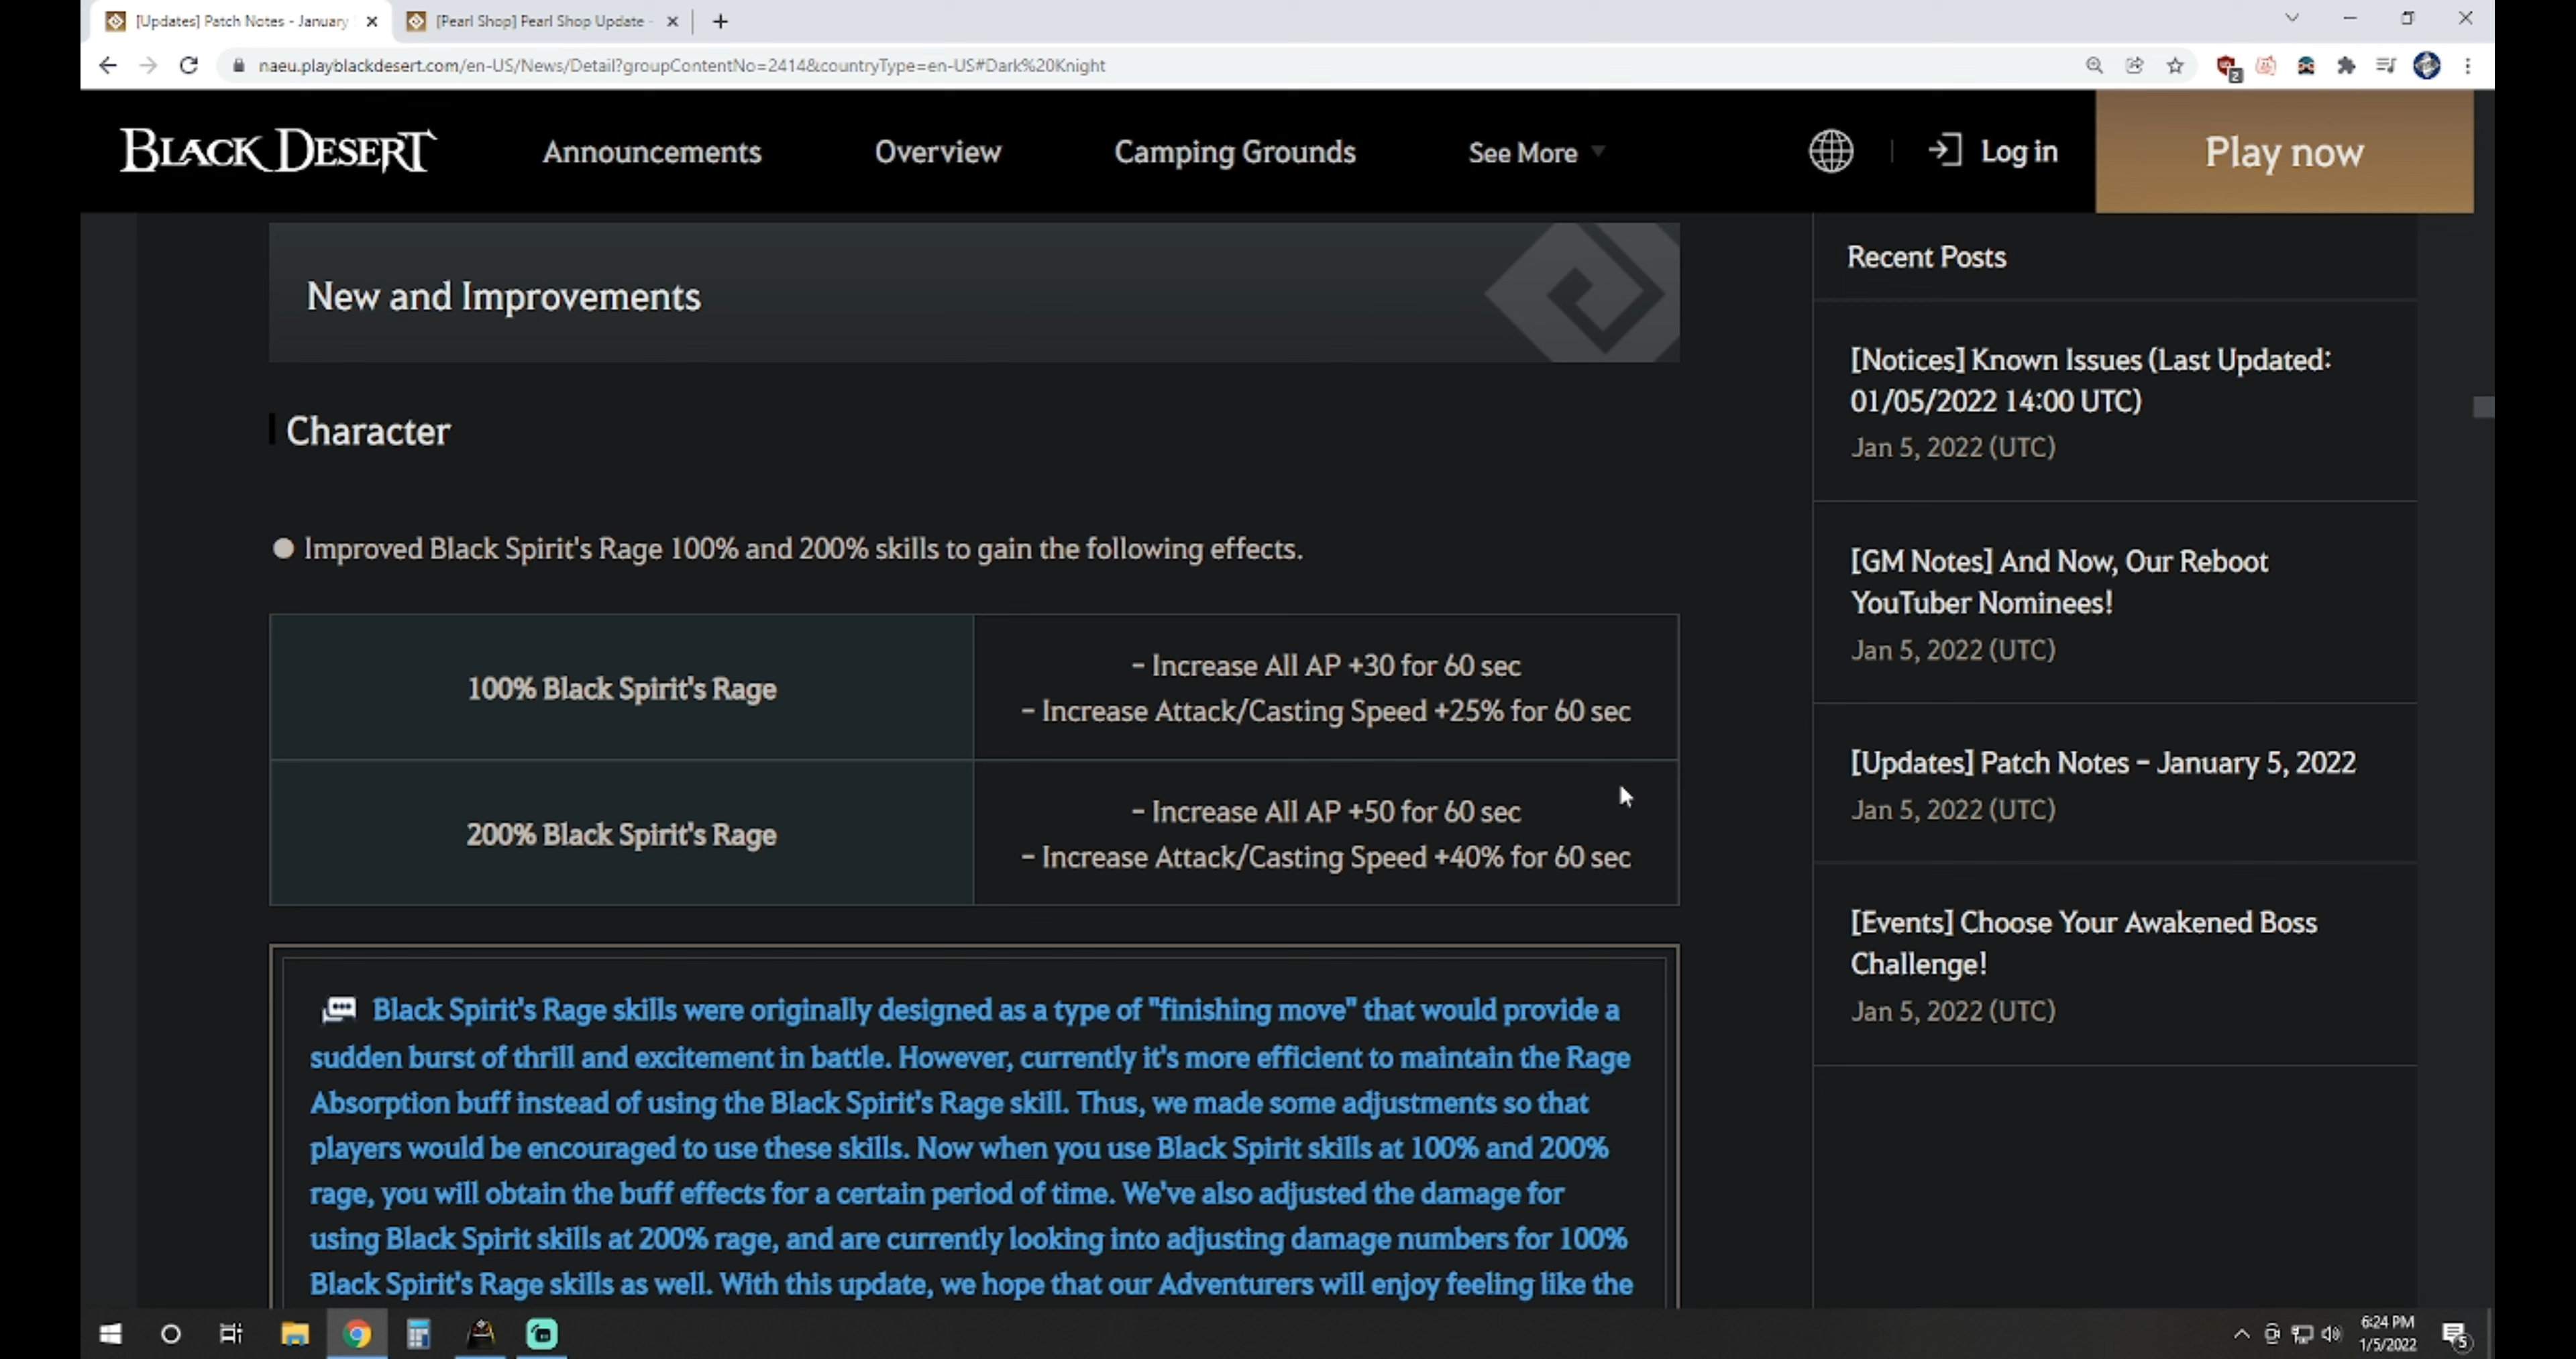 [Updates] Patch Notes - January
[Pearl Shop] Pearl Shop Update -
naeu.playblackdesert.com/en-US/News/Detail?groupContentNo=2414&countryType=en-US#Dark%20Knight
2
BLACK DESERT
Announcements
Overview
Camping Grounds
See More
Log in
Play now
New and Improvements
Character
Improved Black Spirit's Rage 100% and 200% skills to gain the following effects.
100% Black Spirit's Rage
- Increase All AP +30 for 60 sec
- Increase Attack/Casting Speed +25% for 60 sec
200% Black Spirit's Rage
- Increase All AP +50 for 60 sec
- Increase Attack/Casting Speed +40% for 60 sec
Black Spirit's Rage skills were originally designed as a type of "finishing move" that would provide a
sudden burst of thrill and excitement in battle. However, currently it's more efficient to maintain the Rage
Absorption buff instead of using the Black Spirit's Rage skill. Thus, we made some adjustments so that
players would be encouraged to use these skills. Now when you use Black Spirit skills at 100% and 200%
rage, you will obtain the buff effects for a certain period of time. We've also adjusted the damage for
using Black Spirit skills at 200% rage, and are currently looking into adjusting damage numbers for 100%
Black Spirit's Rage skills as well. With this update, we hope that our Adventurers will enjoy feeling like the
Recent Posts
[Notices] Known Issues (Last Updated:
01/05/2022 14:00 UTC)
Jan 5, 2022 (UTC)
[GM Notes] And Now, Our Reboot
YouTuber Nominees!
Jan 5, 2022 (UTC)
[Updates] Patch Notes - January 5, 2022
Jan 5, 2022 (UTC)
[Events] Choose Your Awakened Boss
Challenge!
Jan 5, 2022 (UTC)
6:24 PM
1/5/2022
5